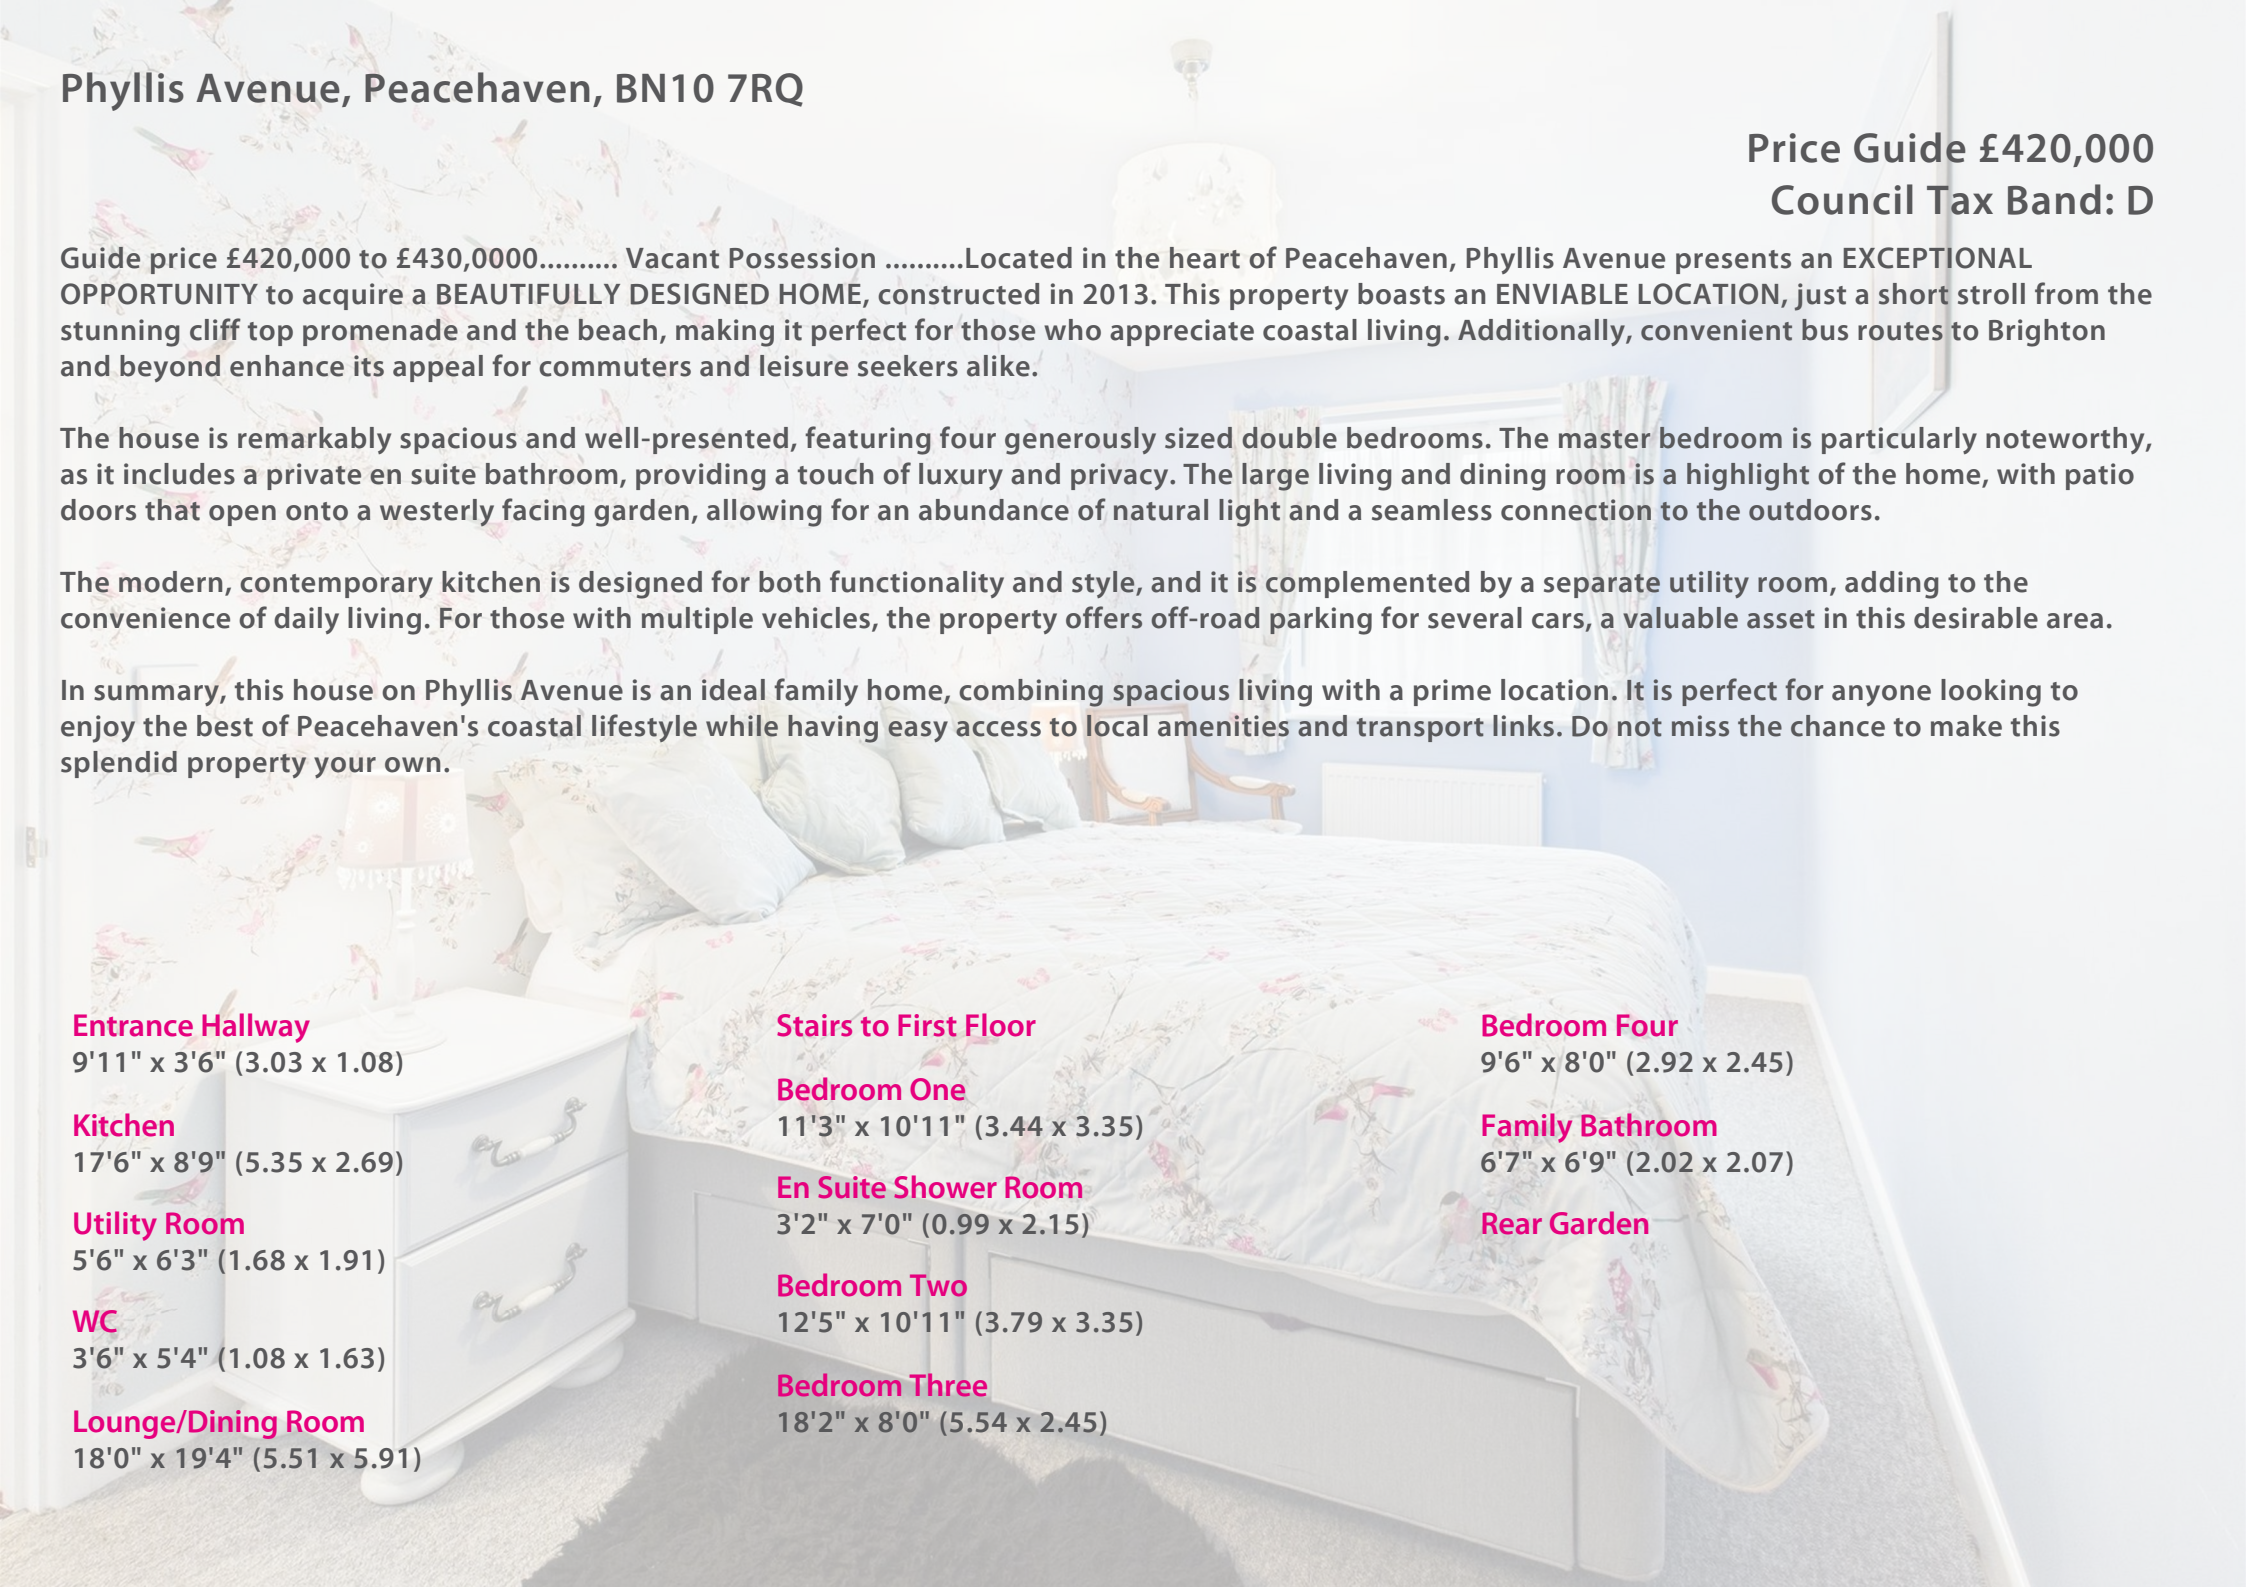 Phyllis Avenue, Peacehaven, BN10 7RQ
Price Guide £420,000
Council Tax Band: D
Guide price £420,000 to £430,0000.......... Vacant Possession ..........Located in the heart of Peacehaven, Phyllis Avenue presents an EXCEPTIONAL
OPPORTUNITY to acquire a BEAUTIFULLY DESIGNED HOME, constructed in 2013. This property boasts an ENVIABLE LOCATION, just a short stroll from the
stunning cliff top promenade and the beach, making it perfect for those who appreciate coastal living. Additionally, convenient bus routes to Brighton
and beyond enhance its appeal for commuters and leisure seekers alike.
The house is remarkably spacious and well-presented, featuring four generously sized double bedrooms. The master bedroom is particularly noteworthy,
as it includes a private en suite bathroom, providing a touch of luxury and privacy. The large living and dining room is a highlight of the home, with patio
doors that open onto a westerly facing garden, allowing for an abundance of natural light and a seamless connection to the outdoors.
The modern, contemporary kitchen is designed for both functionality and style, and it is complemented by a separate utility room, adding to the
convenience of daily living. For those with multiple vehicles, the property offers off-road parking for several cars, a valuable asset in this desirable area.
In summary, this house on Phyllis Avenue is an ideal family home, combining spacious living with a prime location. It is perfect for anyone looking to
enjoy the best of Peacehaven's coastal lifestyle while having easy access to local amenities and transport links. Do not miss the chance to make this
splendid property your own.
Entrance Hallway
9'11" x 3'6" (3.03 x 1.08)
Kitchen
17'6" x 8'9" (5.35 x 2.69)
Utility Room
5'6" x 6'3" (1.68 x 1.91)
WC
3'6" x 5'4" (1.08 x 1.63)
Lounge/Dining Room
18'0" x 19'4" (5.51 x 5.91)
Stairs to First Floor
Bedroom One
11'3" x 10'11" (3.44 x 3.35)
En Suite Shower Room
3'2" x 7'0" (0.99 x 2.15)
Bedroom Two
12'5" x 10'11" (3.79 x 3.35)
Bedroom Three
18'2" x 8'0" (5.54 x 2.45)
Bedroom Four
9'6" x 8'0" (2.92 x 2.45)
Family Bathroom
6'7" x 6'9" (2.02 x 2.07)
Rear Garden